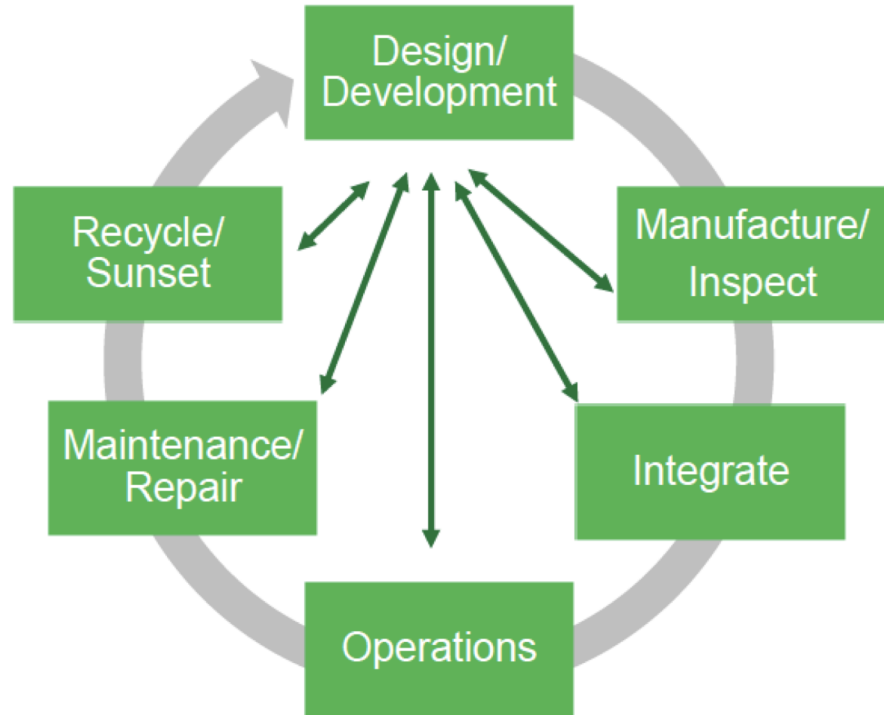 Design/
Development
Manufacture/
Inspect
Integrate
Operations
Maintenance/
Repair
Recycle/
Sunset